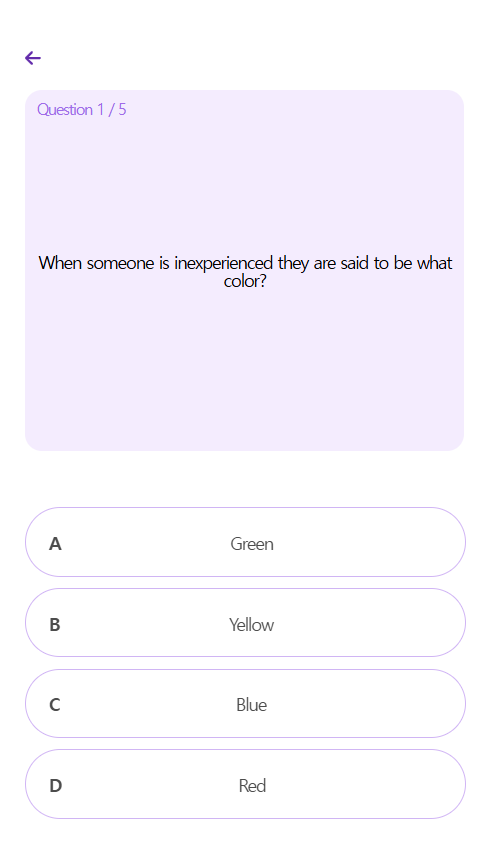 Question 1 / 5
When someone is inexperienced they are said to be what
color?
A Green
B Yellow
C Blue
D Red